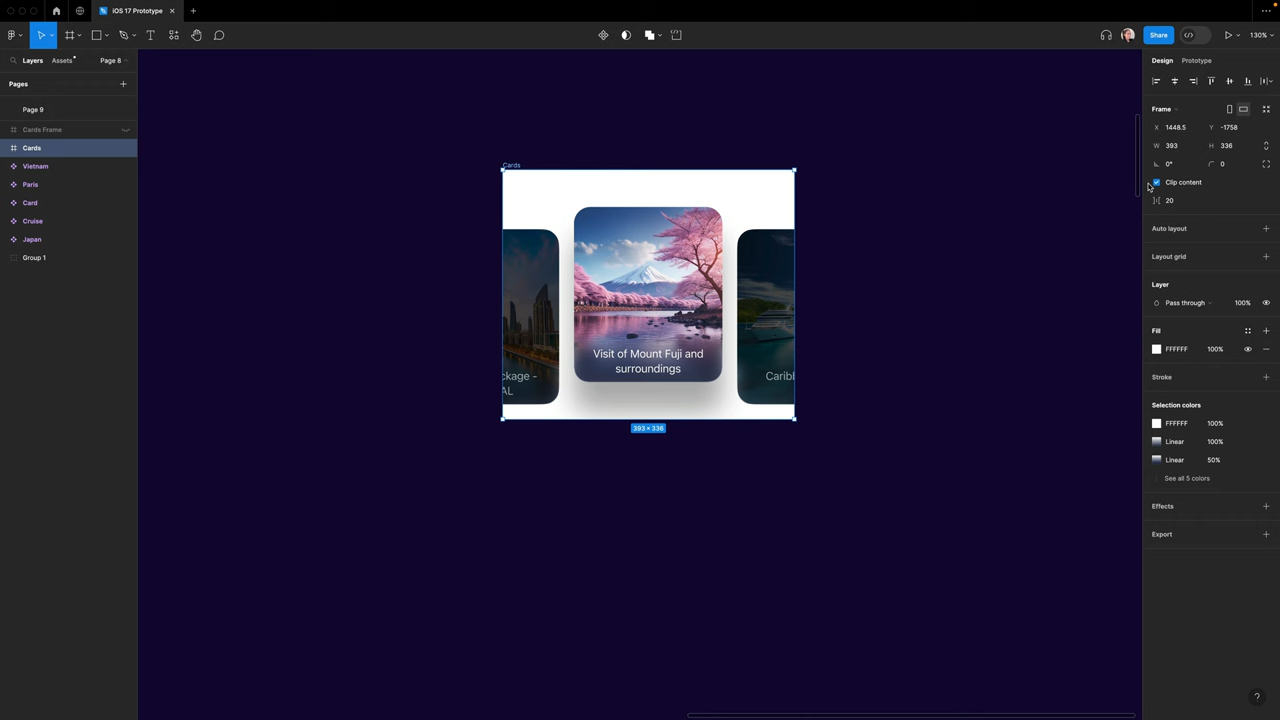 iOS 17 Prototype
Share
130%
Layers
Assets
Page 8
Pages
Page 9
Cards Frame
Cards
Vietnam
Paris
Card
Cruise
Japan
Group 1
Cards
Visit of Mount Fuji and
surroundings
ckage -
AL
Carib
393 × 336
Design
Prototype
Frame
X 1448.5 Y -1758
W 393 H 336
0° 0
Clip content
20
Auto layout
Layout grid
Layer
Pass through 100%
Fill
FFFFFF 100%
Stroke
Selection colors
FFFFFF 100%
Linear 100%
Linear 50%
See all 5 colors
Effects
Export
?